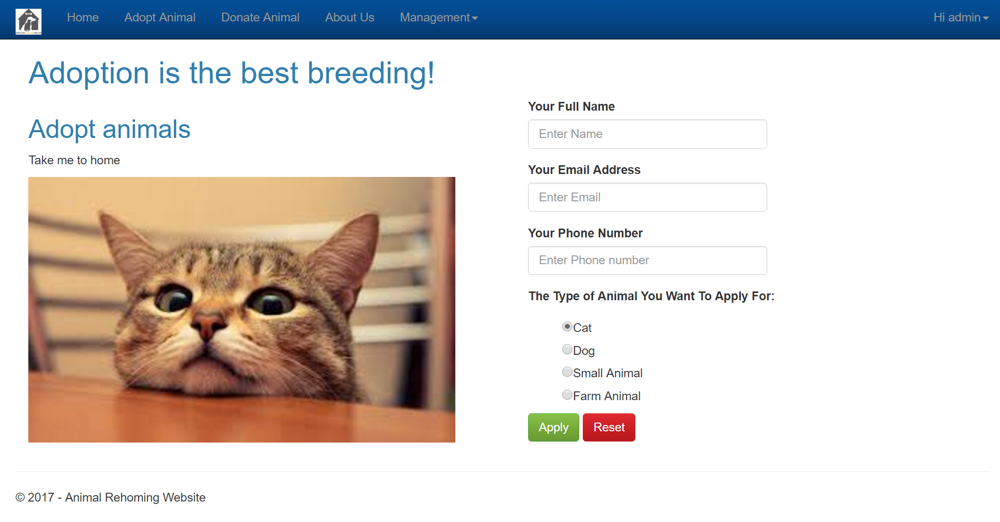 Home
Adopt Animal
Donate Animal
About Us
Management
Hi admin
Adoption is the best breeding!
Adopt animals
Take me to home
Your Full Name
Enter Name
Your Email Address
Enter Email
Your Phone Number
Enter Phone number
The Type of Animal You Want To Apply For:
Cat
Dog
Small Animal
Farm Animal
Apply
Reset
© 2017 - Animal Rehoming Website